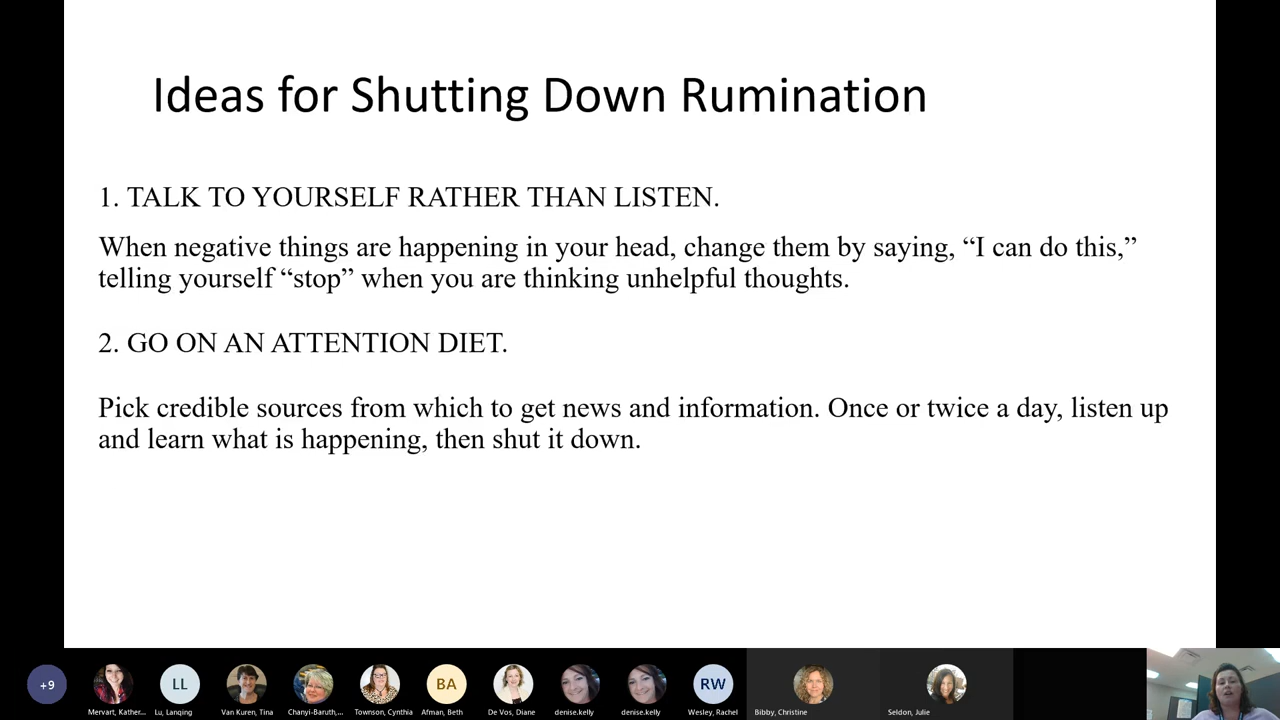 Ideas for Shutting Down Rumination
1. TALK TO YOURSELF RATHER THAN LISTEN.
When negative things are happening in your head, change them by saying, “I can do this,”
telling yourself “stop” when you are thinking unhelpful thoughts.
2. GO ON AN ATTENTION DIET.
Pick credible sources from which to get news and information. Once or twice a day, listen up
and learn what is happening, then shut it down.
+9
LL
BA
RW
Mervart, Kather...
Lu, Lanqing
Van Kuren, Tina
Chanyi-Baruth,...
Townson, Cynthia
Afman, Beth
De Vos, Diane
denise.kelly
denise.kelly
Wesley, Rachel
Bibby, Christine
Seldon, Julie